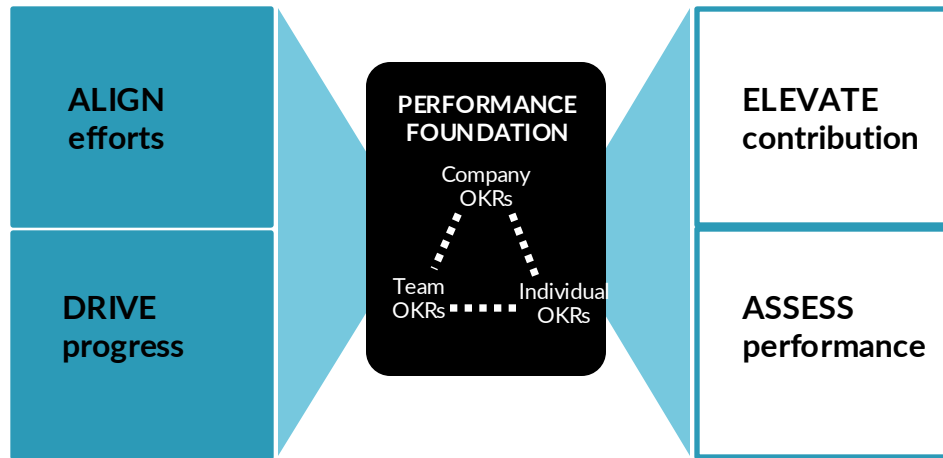 ALIGN
efforts
DRIVE
progress
PERFORMANCE
FOUNDATION
Company
OKRs
Team
OKRs
Individual
OKRs
ELEVATE
contribution
ASSESS
performance